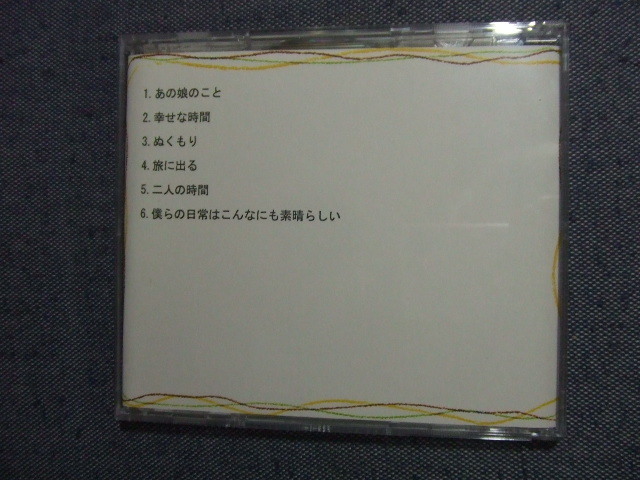 1.あの娘のこと
2.幸せな時間
3.ぬくもり
4.旅に出る
5.二人の時間
6.僕らの日常はこんなにも素晴らしい